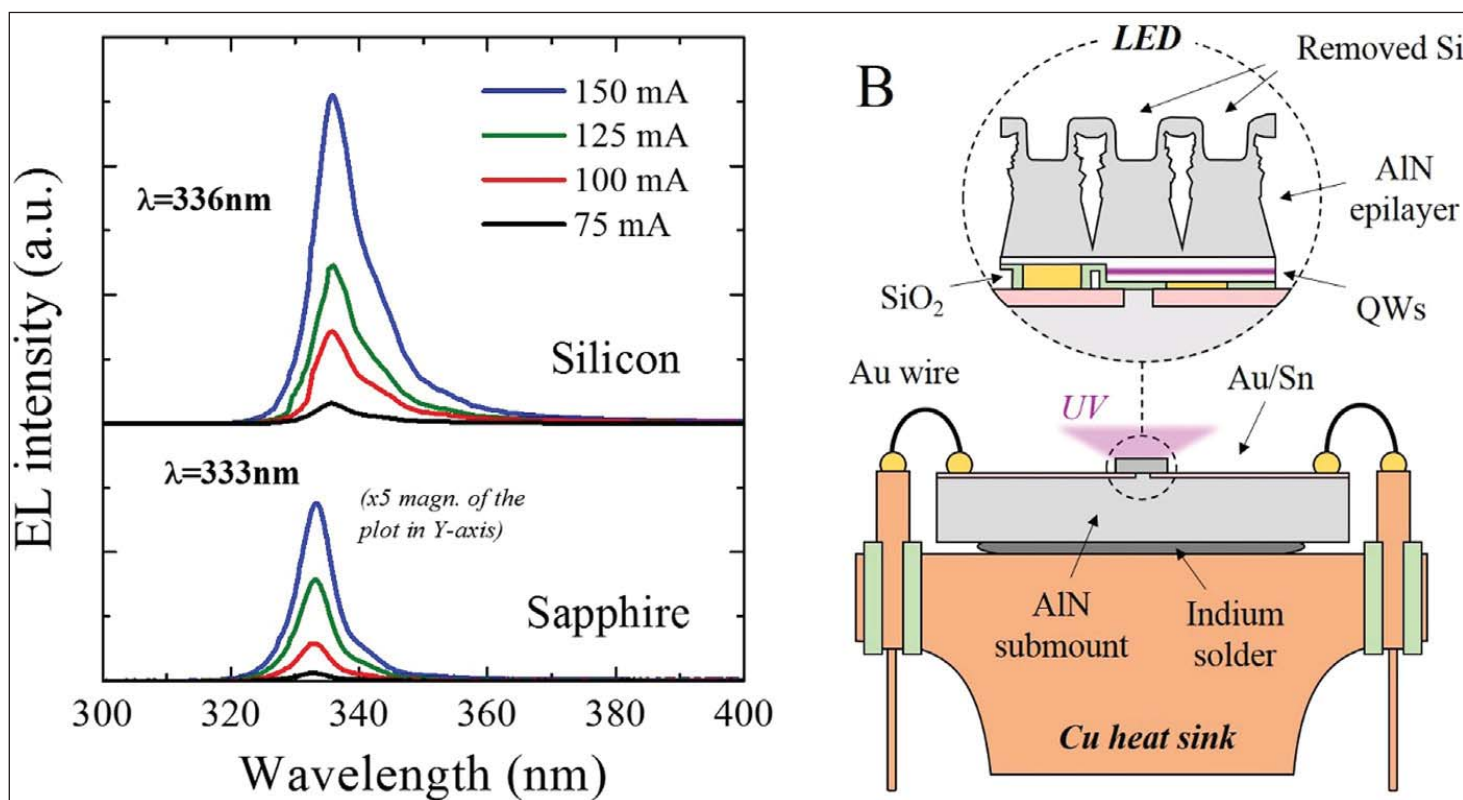 150 mA
125 mA
100 mA
75 mA
λ=336nm
Silicon
λ=333nm
(x5 magn. of the
plot in Y-axis)
Sapphire
EL intensity (a.u.)
300 320 340 360 380 400
Wavelength (nm)
B
LED
Removed Si
AlN
epilayer
SiO₂
QWs
Au wire
UV
Au/Sn
AlN
submount
Indium
solder
Cu heat sink